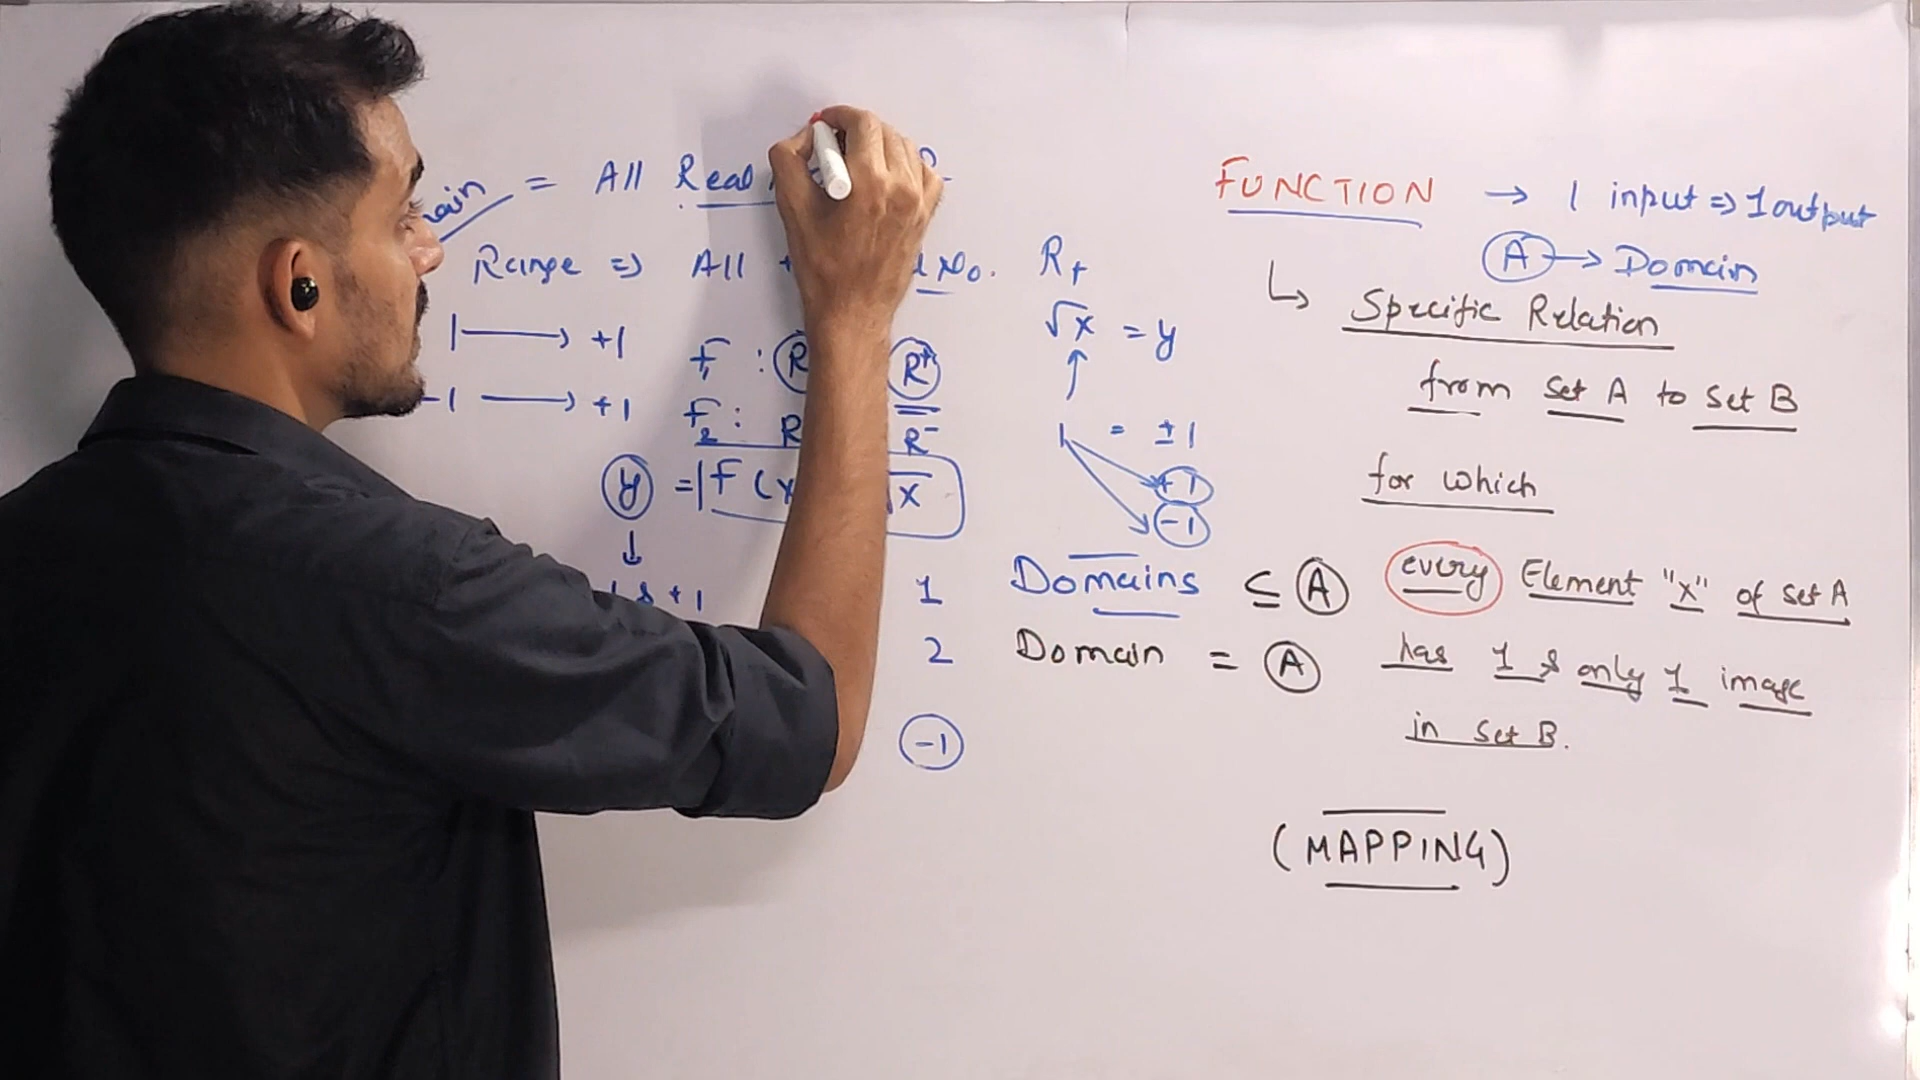 = All Real
Range => All + No. R+
1 → +1
-1 → +1
F1 : R R+
F2 : R R-
y = F(x √x
↓
+1
1
2
-1
√x = y
↑
1 = ±1
+1
-1
Domains ⊆ A
Domain = A
FUNCTION → 1 input => 1 output
A → Domain
↳ Specific Relation
from Set A to Set B
for which
every Element "x" of set A
has 1 & only 1 image
in Set B.
(MAPPING)